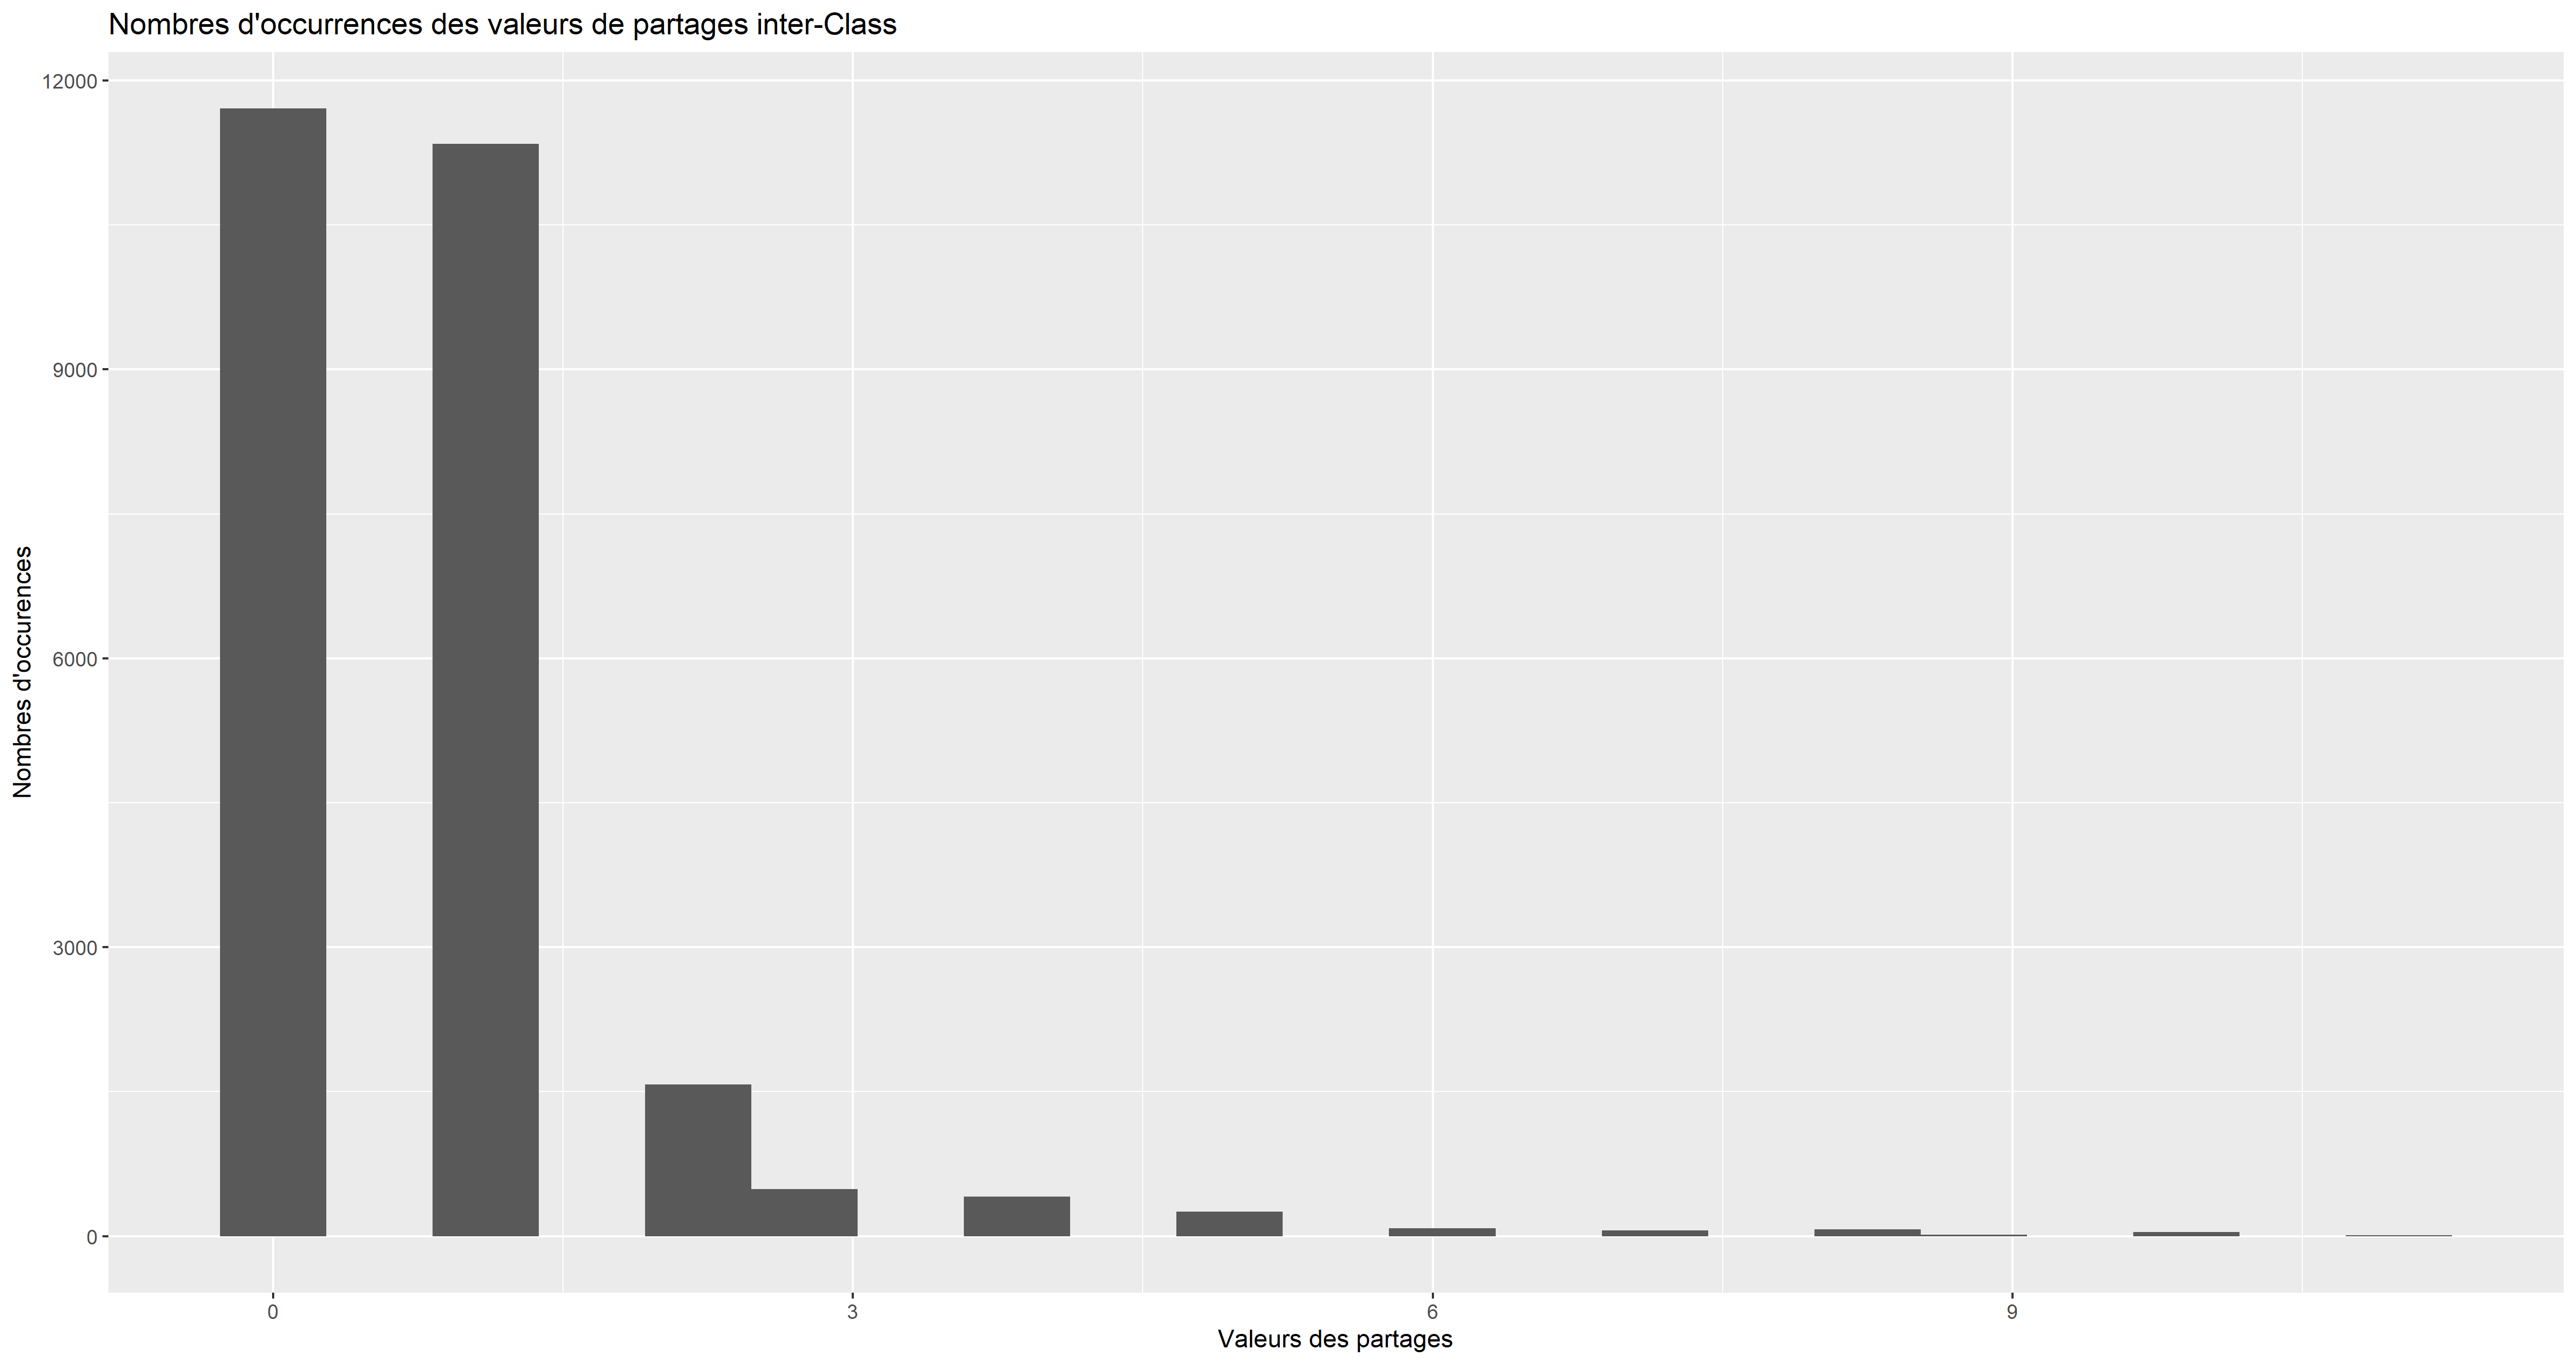 Nombres d'occurrences des valeurs de partages inter-Class
12000
9000
6000
3000
0
Nombres d'occurences
0 3 6 9
Valeurs des partages